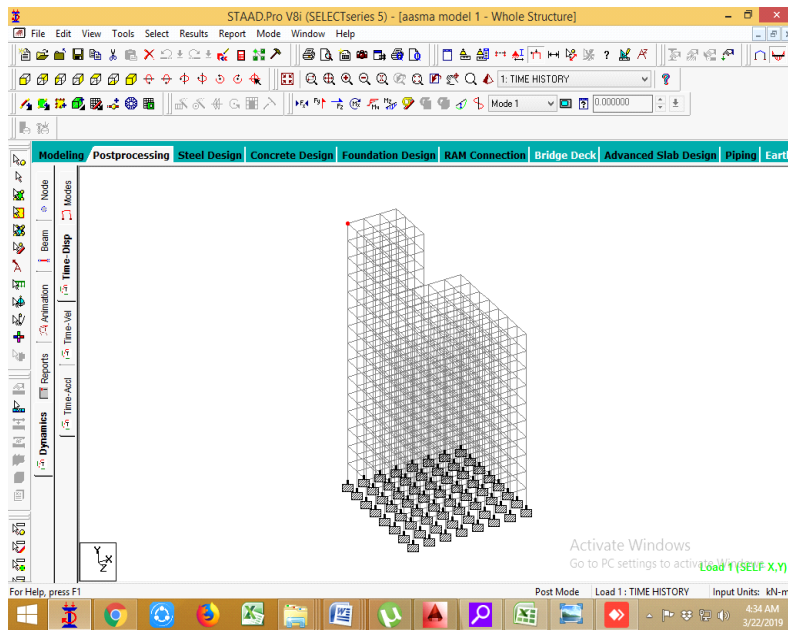 STAAD.Pro V8i (SELECTseries 5) - [aasma model 1 - Whole Structure]
File Edit View Tools Select Results Report Mode Window Help
1: TIME HISTORY
Mode 1
0.000000
Modeling Postprocessing Steel Design Concrete Design Foundation Design RAM Connection Bridge Deck Advanced Slab Design Piping Eart
Node
Beam
Animation
Reports
Dynamics
Modes
Time-Disp
Time-Vel
Time-Accl
Y
X
Z
Activate Windows
Go to PC settings to activate Windows.
Load 1 (SELF X,Y)
For Help, press F1
Post Mode
Load 1 : TIME HISTORY
Input Units: kN-m
4:34 AM
3/22/2019